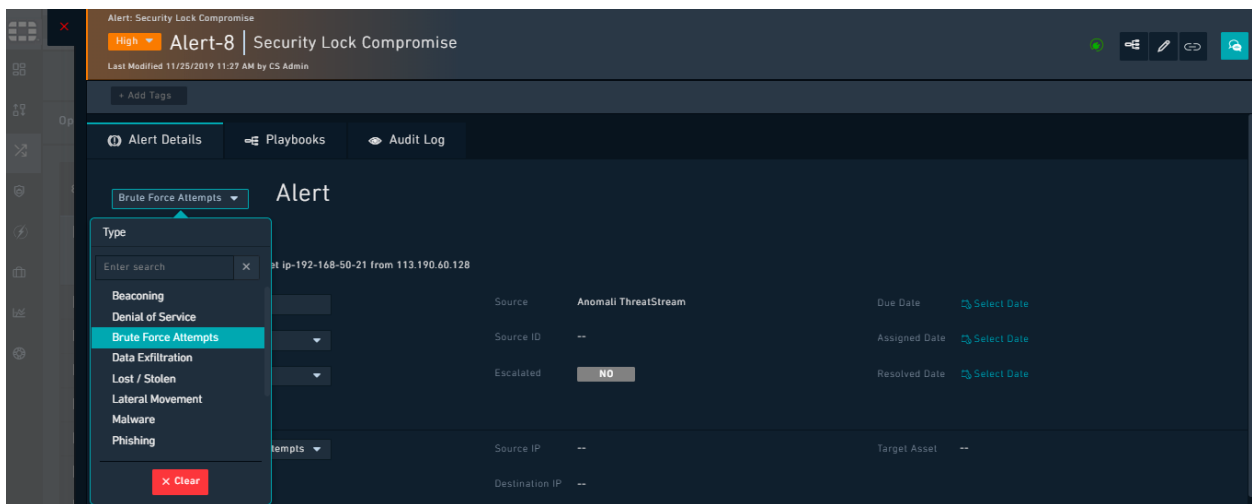 Alert: Security Lock Compromise
High Alert-8 Security Lock Compromise
Last Modified 11/25/2019 11:27 AM by CS Admin
+ Add Tags
Op
Alert Details Playbooks Audit Log
Brute Force Attempts Alert
Type
Enter search
et ip-192-168-50-21 from 113.190.60.128
Beaconing
Source Anomali ThreatStream Due Date Select Date
Denial of Service
Brute Force Attempts
Source ID -- Assigned Date Select Date
Data Exfiltration
Lost / Stolen
Escalated NO Resolved Date Select Date
Lateral Movement
Malware
Phishing
tempts Source IP -- Target Asset --
Clear
Destination IP --